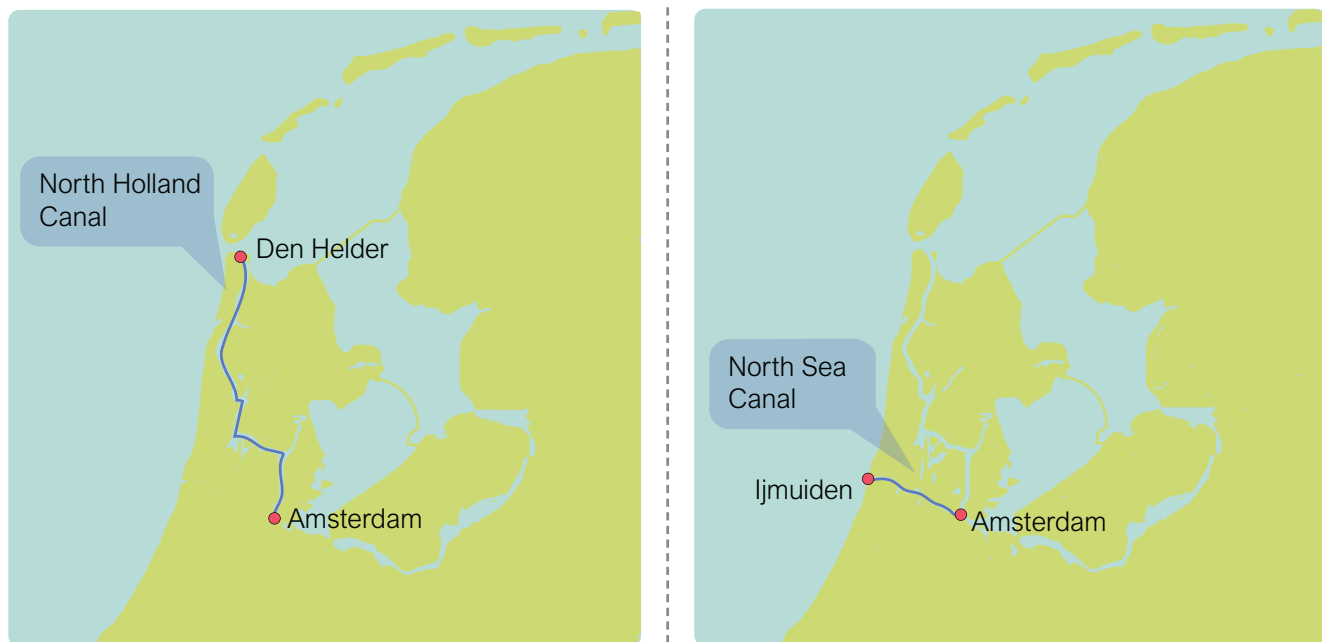 North Holland
Canal
Den Helder
Amsterdam
North Sea
Canal
Ijmuiden
Amsterdam